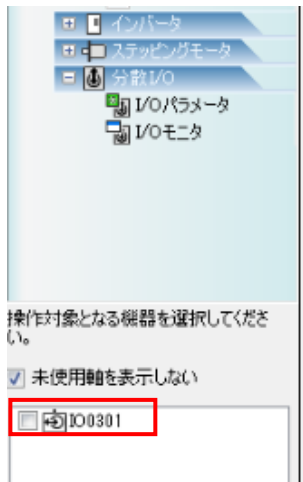 インバータ
ステッピングモータ
分散I/O
I/Oパラメータ
I/Oモニタ
操作対象となる機器を選択してくださ
い。
未使用軸を表示しない
IO0301